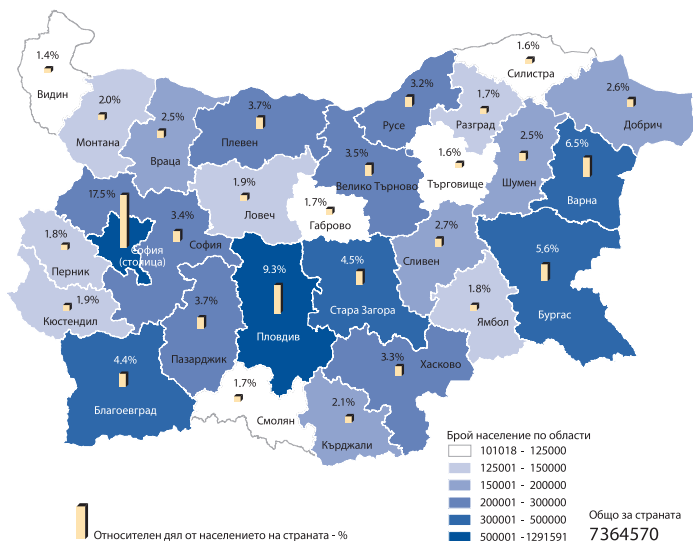 1.4%
Видин
2.0%
Монтана
2.5%
Враца
3.7%
Плевен
3.2%
Русе
1.6%
Силистра
1,7%
Разград
2.6%
Добрич
2.5%
Шумен
6.5%
Варна
1.6%
Търговище
3.5%
Велико Търново
1.9%
Ловеч
1.7%
Габрово
17.5%
София
(столица)
3.4%
София
1.8%
Перник
1.9%
Кюстендил
3.7%
Пазарджик
9.3%
Пловдив
4.5%
Стара Загора
2.7%
Сливен
1.8%
Ямбол
5,6%
Бургас
4,4%
Благоевград
1.7%
Смолян
2.1%
Кърджали
3.3%
Хасково
Брой население по области
101018 - 125000
125001 - 150000
150001 - 200000
200001 - 300000
300001 - 500000
500001 -1291591
Общо за страната
7364570
Относителен дял от населението на страната - %